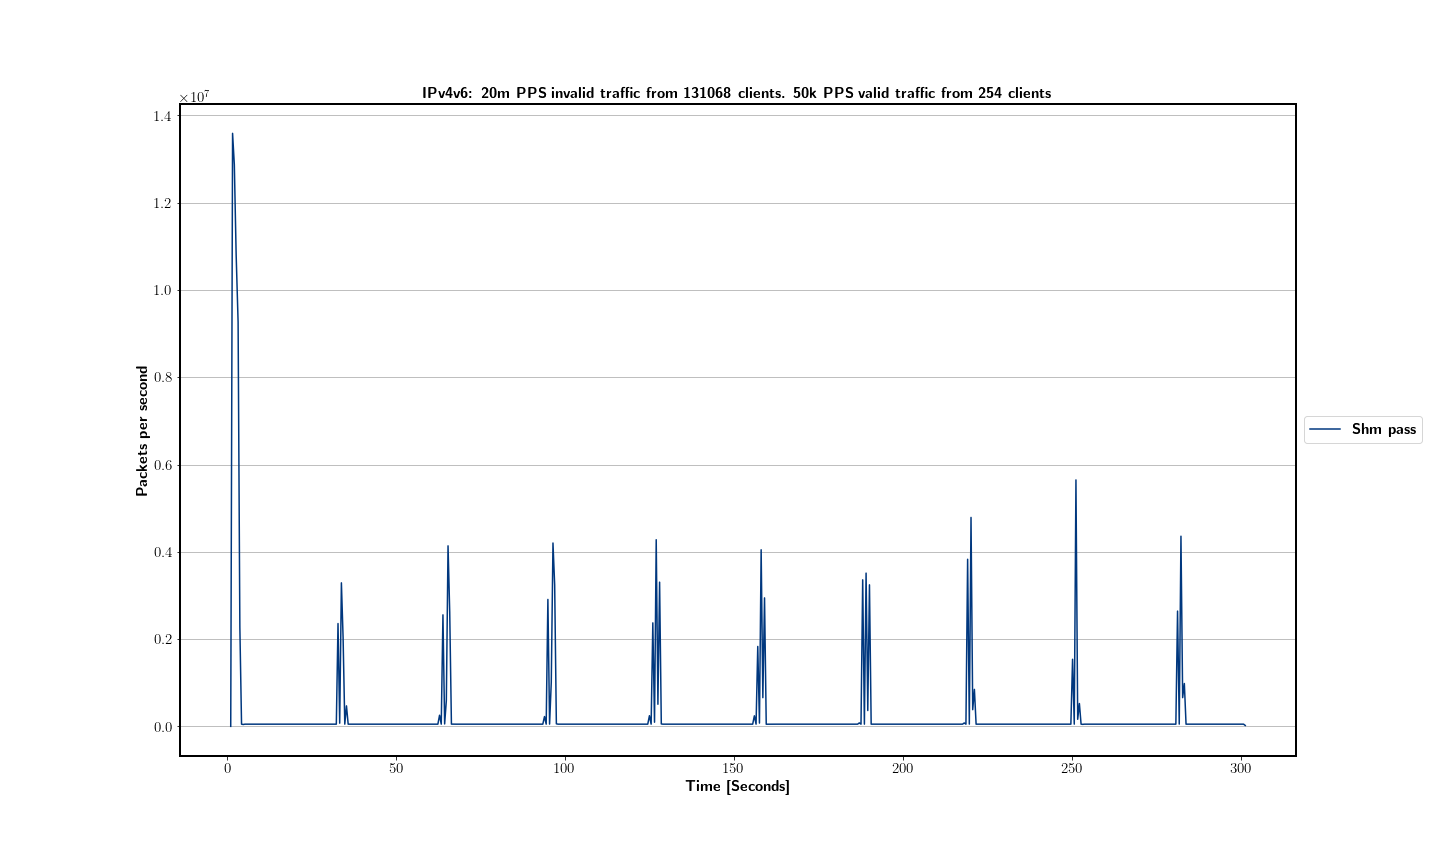 IPv4v6: 20m PPS invalid traffic from 131068 clients. 50k PPS valid traffic from 254 clients
×10⁷
1.4
1.2
1.0
0.8
0.6
0.4
0.2
0.0
Packets per second
0 50 100 150 200 250 300
Time [Seconds]
Shm pass